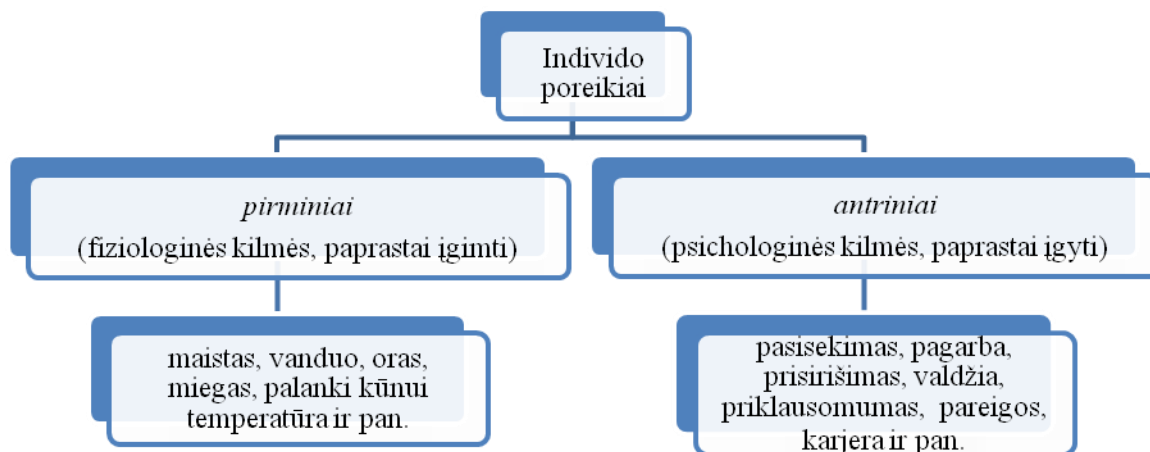 Individo
poreikiai
pirminiai
(fiziologinės kilmės, paprastai įgimti)
antriniai
(psichologinės kilmės, paprastai įgyti)
maistas, vanduo, oras,
miegas, palanki kūnui
temperatūra ir pan.
pasisekimas, pagarba,
prisirišimas, valdžia,
priklausomumas, pareigos,
karjera ir pan.